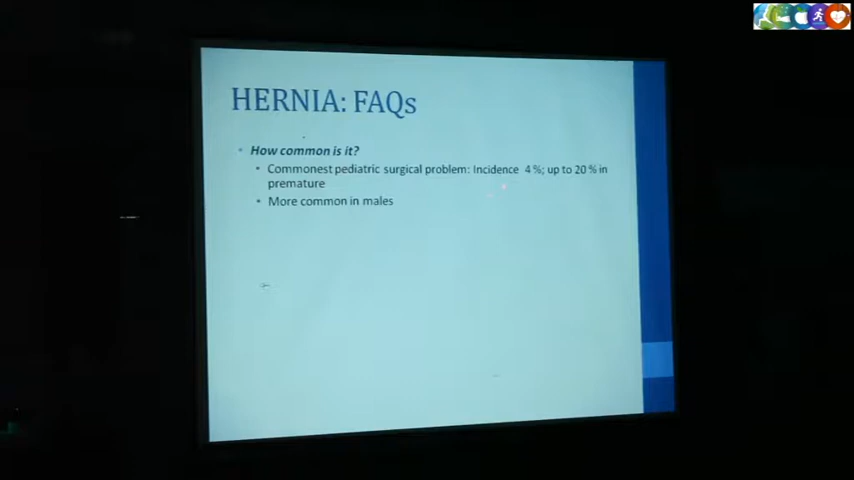 HERNIA: FAQs
• How common is it?
• Commonest pediatric surgical problem: Incidence 4 %; up to 20 % in
premature
• More common in males